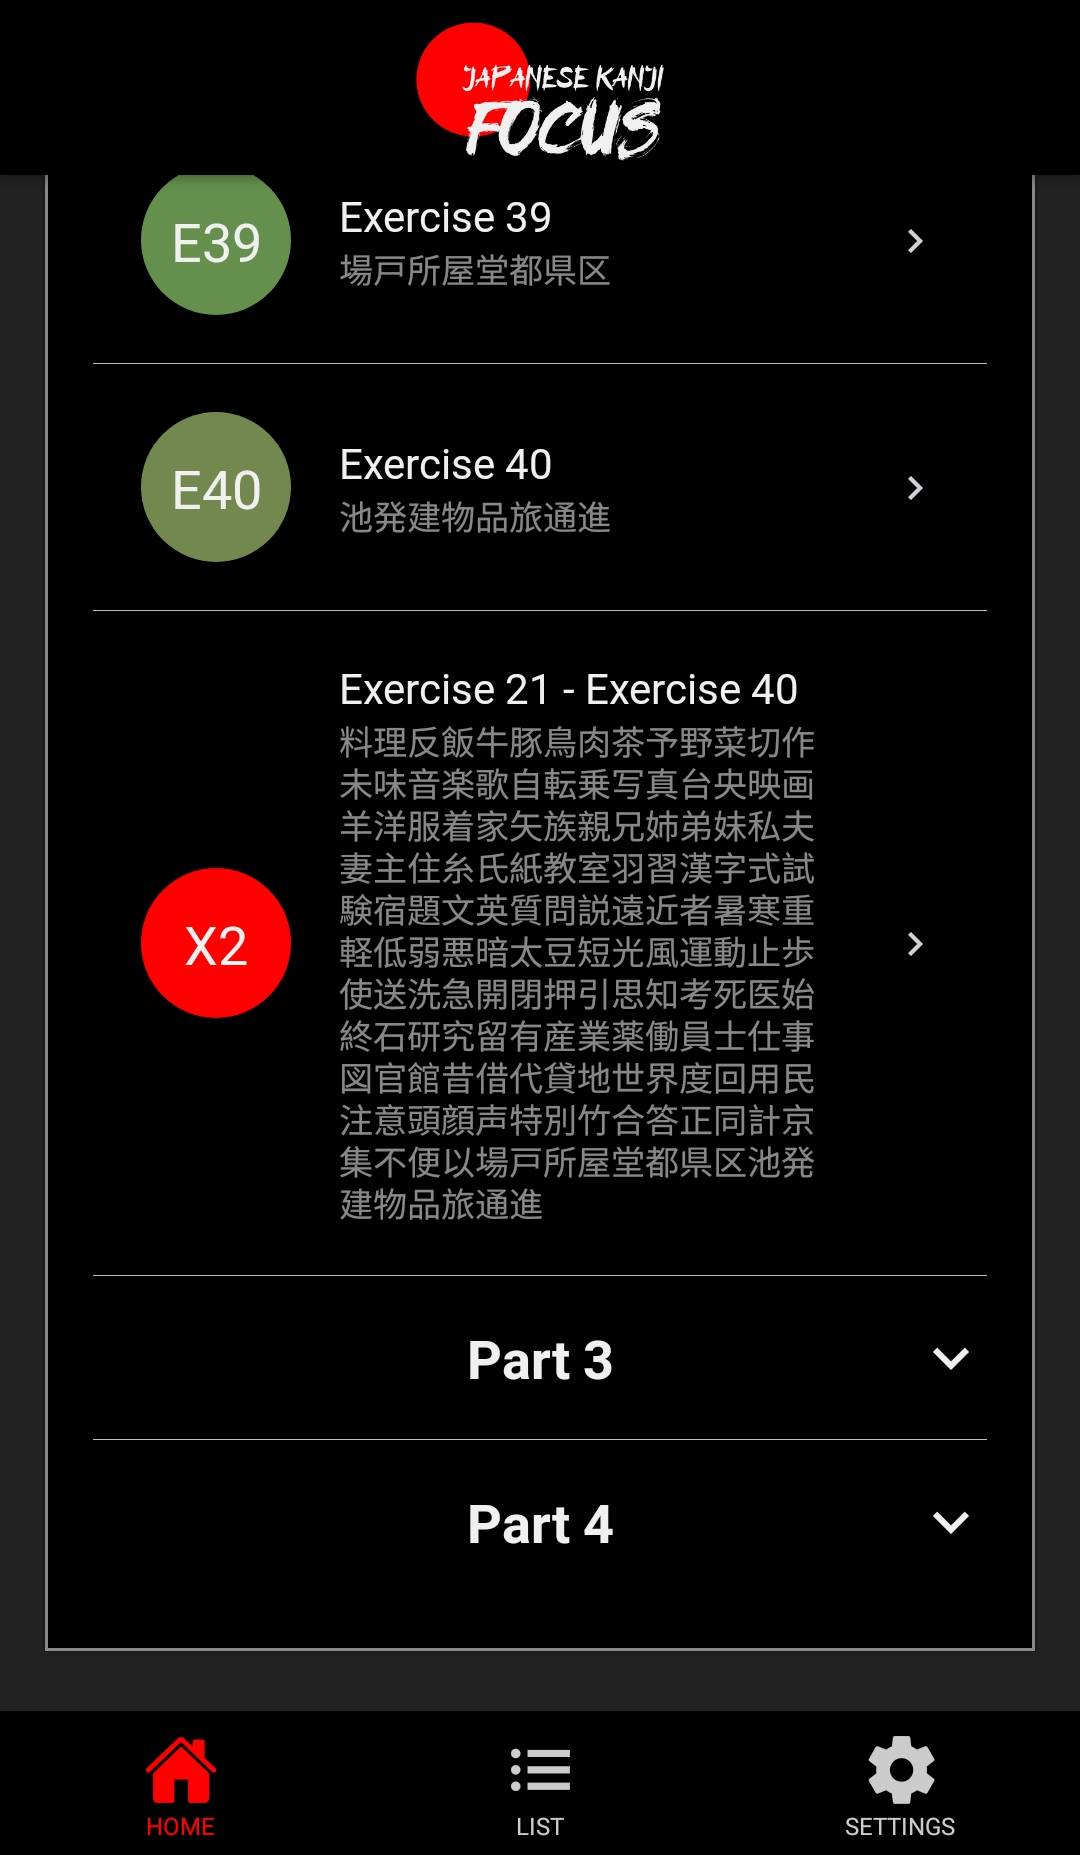 JAPANESE KANJI
FOCUS
E39
Exercise 39
場戸所屋堂都県区
E40
Exercise 40
池発建物品旅通進
X2
Exercise 21 - Exercise 40
料理反飯牛豚鳥肉茶予野菜切作
未味音楽歌自転乗写真台央映画
羊洋服着家矢族親兄姉弟妹私夫
妻主住糸氏紙教室羽習漢字式試
験宿題文英質問説遠近者暑寒重
軽低弱悪暗太豆短光風運動止歩
使送洗急開閉押引思知考死医始
終石研究留有産業薬働員士仕事
図官館昔借代貸地世界度回用民
注意頭顔声特別竹合答正同計京
集不便以場戸所屋堂都県区池発
建物品旅通進
Part 3
Part 4
HOME
LIST
SETTINGS